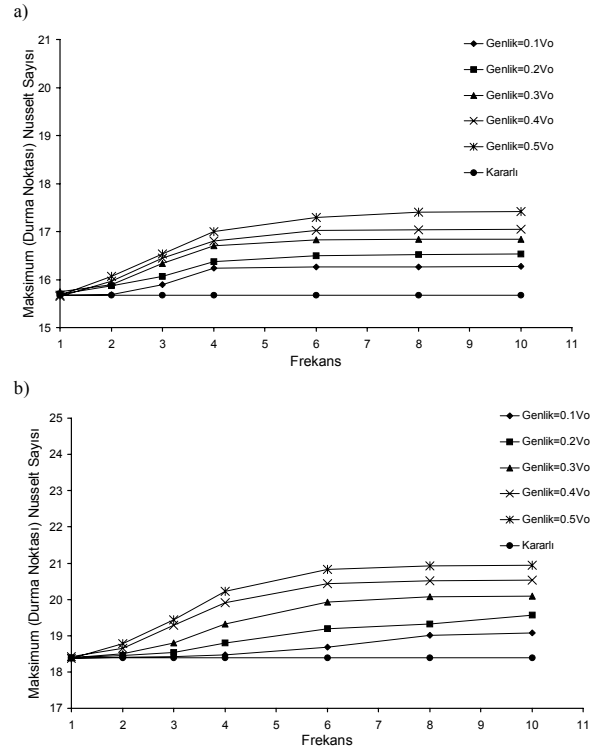 a)
21
20
19
18
17
16
15
1 2 3 4 5 6 7 8 9 10 11
Maksimum (Durma Noktası) Nusselt Sayısı
Frekans
Genlik=0.1Vo
Genlik=0.2Vo
Genlik=0.3Vo
Genlik=0.4Vo
Genlik=0.5Vo
Kararlı
b)
25
24
23
22
21
20
19
18
17
1 2 3 4 5 6 7 8 9 10 11
Maksimum (Durma Noktası) Nusselt Sayısı
Frekans
Genlik=0.1Vo
Genlik=0.2Vo
Genlik=0.3Vo
Genlik=0.4Vo
Genlik=0.5Vo
Kararlı